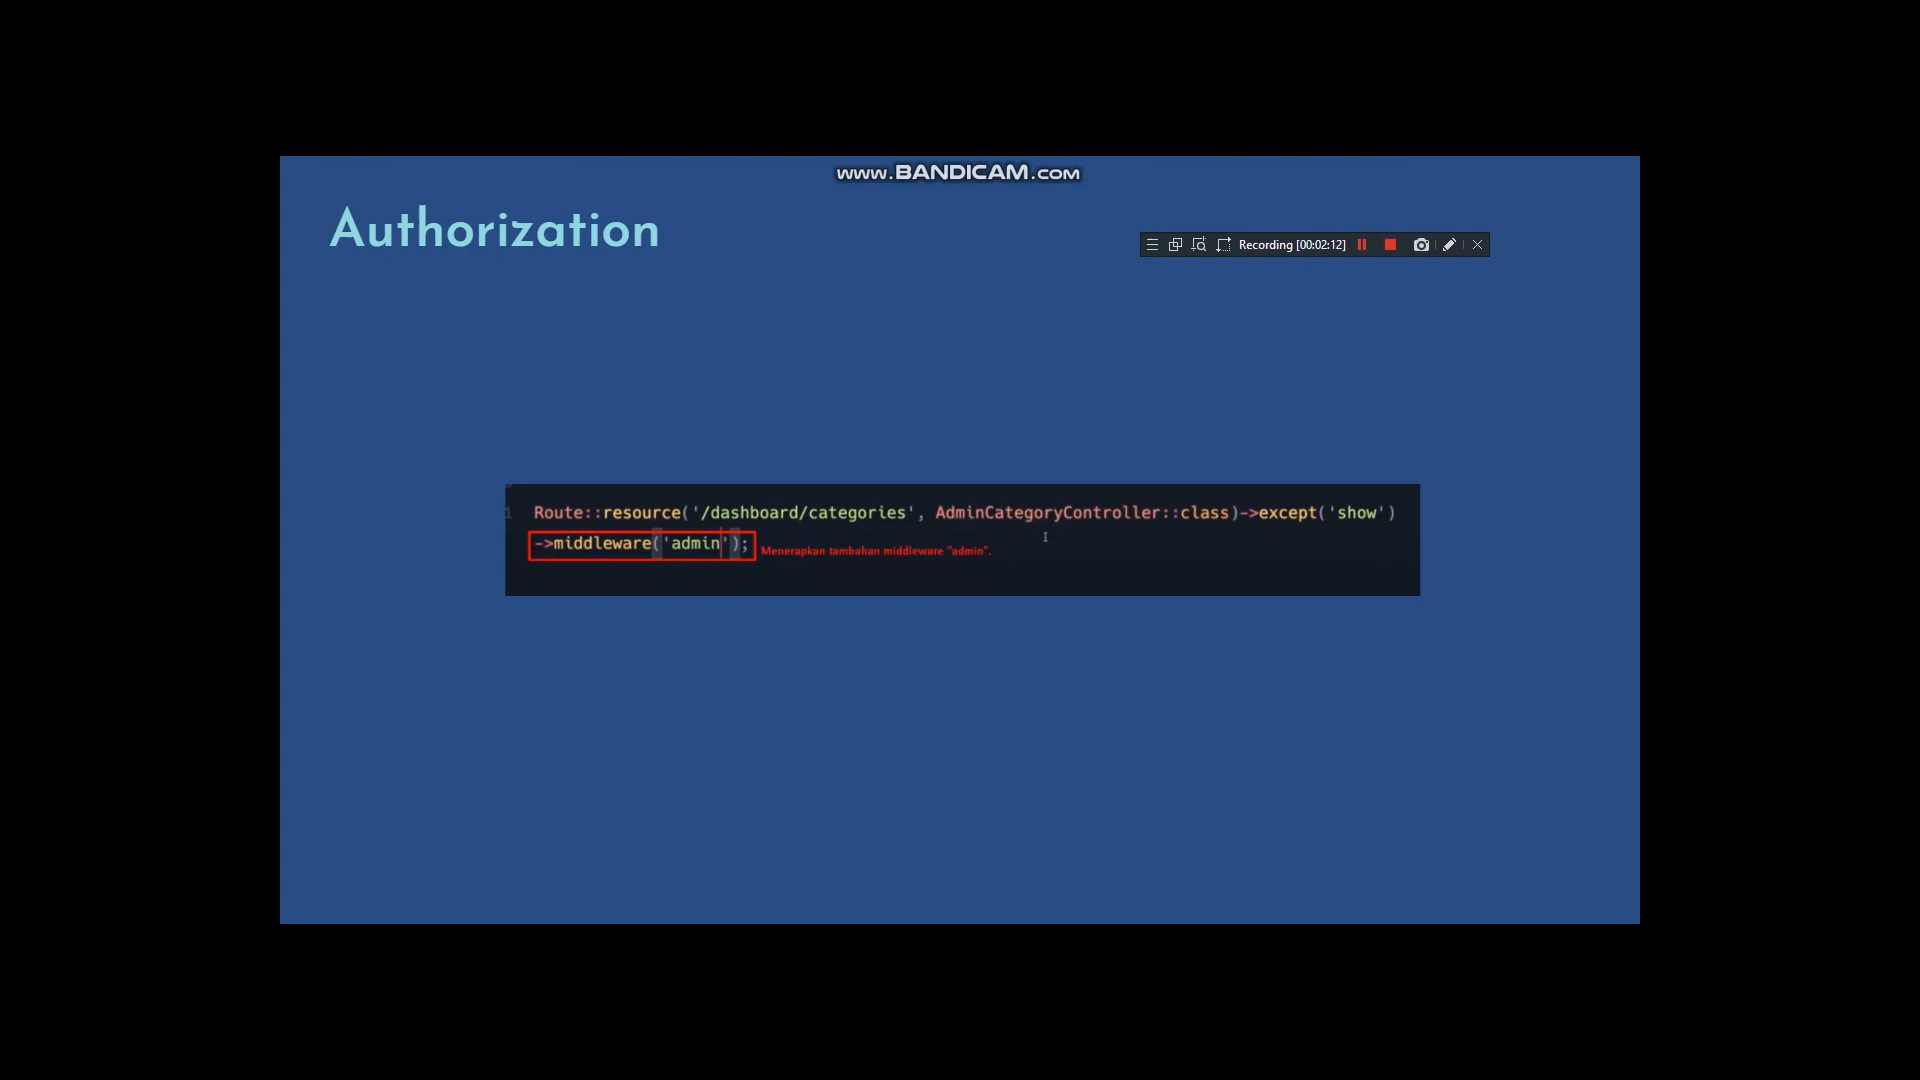 www.BANDICAM.com
Authorization
Recording [00:02:12]
1 Route::resource('/dashboard/categories', AdminCategoryController::class)->except('show')
->middleware('admin');
Menerapkan tambahan middleware "admin".